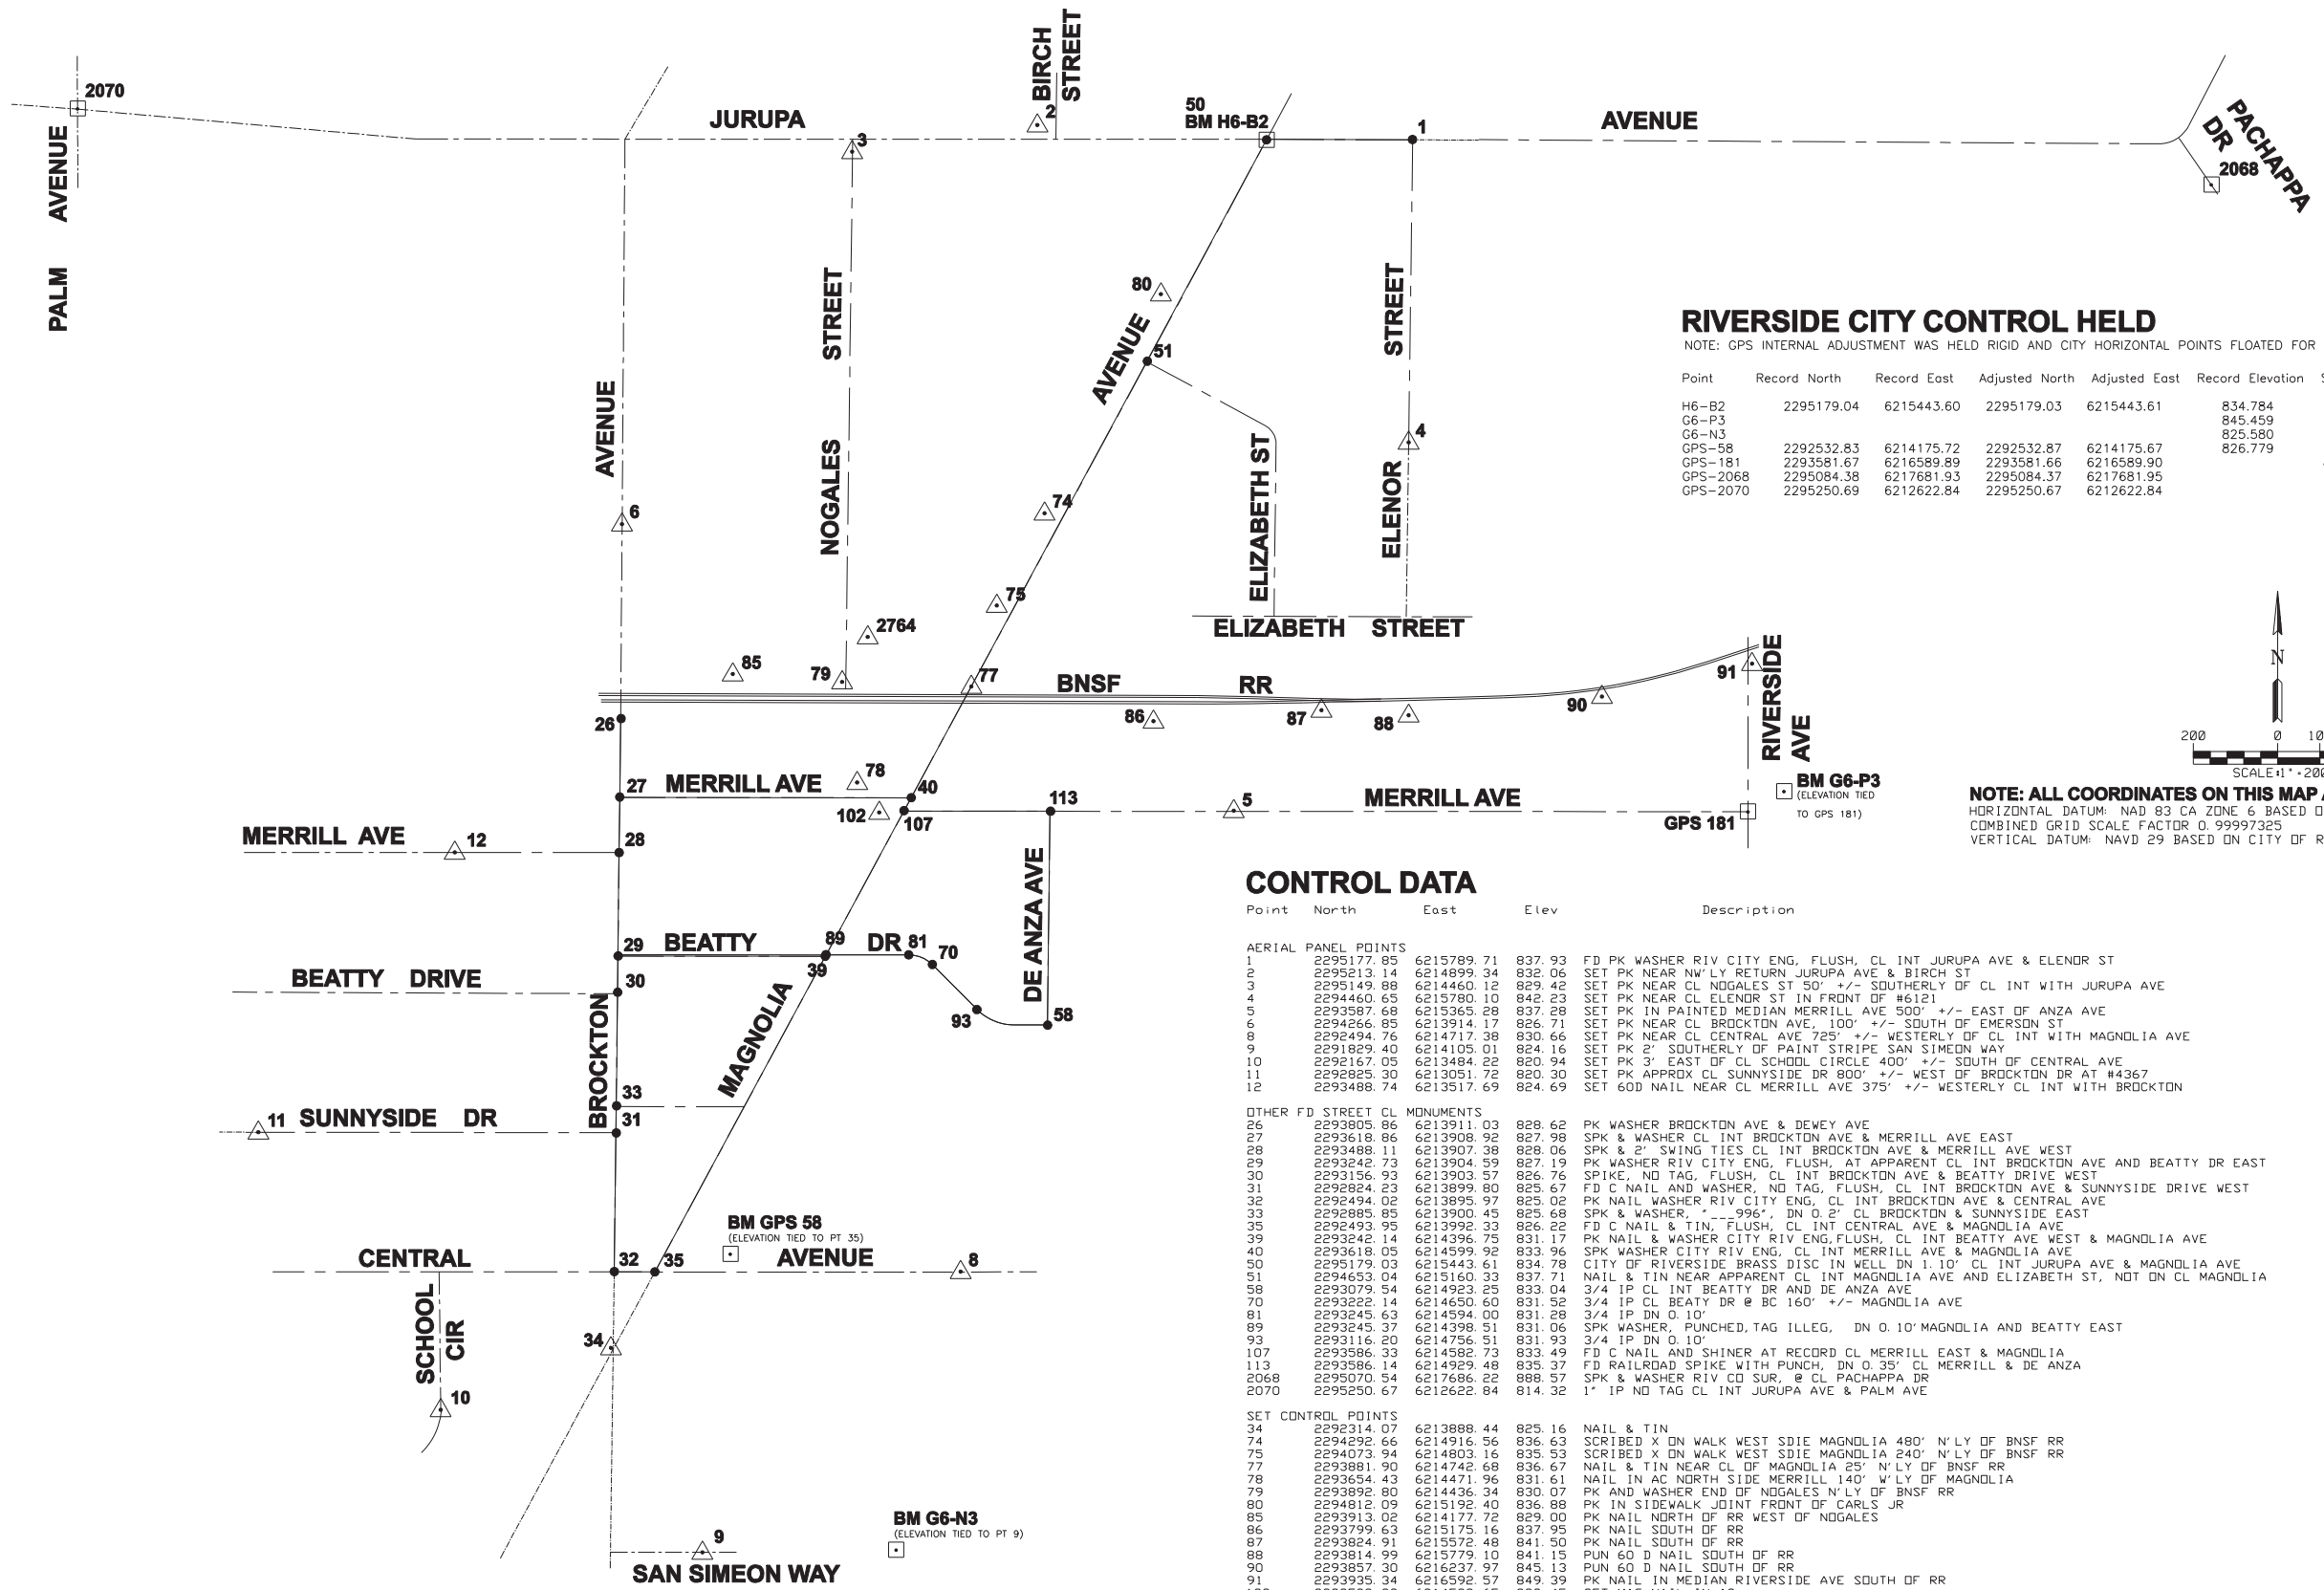 BIRCH
STREET
2070
JURUPA
2
50
BM H6-B2
1
AVENUE
PACHAPPA
DR
2068
3
PALM AVENUE
80
STREET
STREET
AVENUE
51
RIVERSIDE CITY CONTROL HELD
NOTE: GPS INTERNAL ADJUSTMENT WAS HELD RIGID AND CITY HORIZONTAL POINTS FLOATED FOR
Point Record North Record East Adjusted North Adjusted East Record Elevation
H6-B2 2295179.04 6215443.60 2295179.03 6215443.61 834.784
G6-P3 845.459
G6-N3 825.580
GPS-58 2292532.83 6214175.72 2292532.87 6214175.67 826.779
GPS-181 2293581.67 6216589.89 2293581.66 6216589.90
GPS-2068 2295084.38 6217681.93 2295084.37 6217681.95
GPS-2070 2295250.69 6212622.84 2295250.67 6212622.84
AVENUE
NOGALES
ELIZABETH ST
ELENOR
4
6
74
75
2764
ELIZABETH STREET
85
79
77
BNSF RR
86
87
88
90
91
RIVERSIDE
AVE
N
26
27
MERRILL AVE
78
40
102
107
113
5
MERRILL AVE
GPS 181
BM G6-P3
(ELEVATION TIED
TO GPS 181)
200 0 10
SCALE:1"=200
NOTE: ALL COORDINATES ON THIS MAP
HORIZONTAL DATUM: NAD 83 CA ZONE 6 BASED O
COMBINED GRID SCALE FACTOR 0.99997325
VERTICAL DATUM: NAVD 29 BASED ON CITY OF R
MERRILL AVE
12
28
DE ANZA AVE
29
BEATTY
89
DR
81
70
39
BEATTY DRIVE
30
93
58
BROCKTON
MAGNOLIA
33
11
SUNNYSIDE DR
31
BM GPS 58
(ELEVATION TIED TO PT 35)
CENTRAL
32
35
AVENUE
8
SCHOOL
CIR
34
10
BM G6-N3
(ELEVATION TIED TO PT 9)
9
SAN SIMEON WAY
CONTROL DATA
Point North East Elev Description
AERIAL PANEL POINTS
1 2295177.85 6215789.71 837.93 FD PK WASHER RIV CITY ENG, FLUSH, CL INT JURUPA AVE & ELENOR ST
2 2295213.14 6214899.34 832.06 SET PK NEAR NW'LY RETURN JURUPA AVE & BIRCH ST
3 2295149.88 6214460.12 829.42 SET PK NEAR CL NOGALES ST 50' +/- SOUTHERLY OF CL INT WITH JURUPA AVE
4 2294460.65 6215780.10 842.23 SET PK NEAR CL ELENOR ST IN FRONT OF #6121
5 2293587.68 6215365.28 837.28 SET PK IN PAINTED MEDIAN MERRILL AVE 500' +/- EAST OF ANZA AVE
6 2294266.85 6213914.17 826.71 SET PK NEAR CL BROCKTON AVE, 100' +/- SOUTH OF EMERSON ST
8 2292494.76 6214717.38 830.66 SET PK NEAR CL CENTRAL AVE 725' +/- WESTERLY OF CL INT WITH MAGNOLIA AVE
9 2291829.40 6214105.01 824.16 SET PK 2' SOUTHERLY OF PAINT STRIPE SAN SIMEON WAY
10 2292167.05 6213484.22 820.94 SET PK 3' EAST OF CL SCHOOL CIRCLE 400' +/- SOUTH OF CENTRAL AVE
11 2292825.30 6213051.72 820.30 SET PK APPROX CL SUNNYSIDE DR 800' +/- WEST OF BROCKTON DR AT #4367
12 2293488.74 6213517.69 824.69 SET 60D NAIL NEAR CL MERRILL AVE 375' +/- WESTERLY CL INT WITH BROCKTON
OTHER FD STREET CL MONUMENTS
26 2293805.86 6213911.03 828.62 PK WASHER BROCKTON AVE & DEWEY AVE
27 2293618.86 6213908.92 827.98 SPK & WASHER CL INT BROCKTON AVE & MERRILL AVE EAST
28 2293488.11 6213907.38 828.06 SPK & 2' SWING TIES CL INT BROCKTON AVE & MERRILL AVE WEST
29 2293242.73 6213904.59 827.19 PK WASHER RIV CITY ENG, FLUSH, AT APPARENT CL INT BROCKTON AVE AND BEATTY DR EAST
30 2293156.93 6213903.57 826.76 SPIKE, NO TAG, FLUSH, CL INT BROCKTON AVE & BEATTY DRIVE WEST
31 2292824.23 6213899.80 825.67 FD C NAIL AND WASHER, NO TAG, FLUSH, CL INT BROCKTON AVE & SUNNYSIDE DRIVE WEST
32 2292494.02 6213895.97 825.02 PK NAIL WASHER RIV CITY ENG, CL INT BROCKTON AVE & CENTRAL AVE
33 2292885.85 6213900.45 825.68 SPK & WASHER, "___996", DN 0.2' CL BROCKTON & SUNNYSIDE EAST
35 2292493.95 6213992.33 826.22 FD C NAIL & TIN, FLUSH, CL INT CENTRAL AVE & MAGNOLIA AVE
39 2293242.14 6214396.75 831.17 PK NAIL & WASHER CITY RIV ENG,FLUSH, CL INT BEATTY AVE WEST & MAGNOLIA AVE
40 2293618.05 6214599.92 833.96 SPK WASHER CITY RIV ENG, CL INT MERRILL AVE & MAGNOLIA AVE
50 2295179.03 6215443.61 834.78 CITY OF RIVERSIDE BRASS DISC IN WELL DN 1.10' CL INT JURUPA AVE & MAGNOLIA AVE
51 2294653.04 6215160.33 837.71 NAIL & TIN NEAR APPARENT CL INT MAGNOLIA AVE AND ELIZABETH ST, NOT ON CL MAGNOLIA
58 2293079.54 6214923.25 833.04 3/4 IP CL INT BEATTY DR AND DE ANZA AVE
70 2293222.14 6214650.60 831.52 3/4 IP CL BEATY DR @ BC 160' +/- MAGNOLIA AVE
81 2293245.63 6214594.00 831.28 3/4 IP DN 0.10'
89 2293245.37 6214398.51 831.06 SPK WASHER, PUNCHED,TAG ILLEG, DN 0.10'MAGNOLIA AND BEATTY EAST
93 2293116.20 6214756.51 831.93 3/4 IP DN 0.10'
107 2293586.33 6214582.73 833.49 FD C NAIL AND SHINER AT RECORD CL MERRILL EAST & MAGNOLIA
113 2293586.14 6214929.48 835.37 FD RAILROAD SPIKE WITH PUNCH, DN 0.35' CL MERRILL & DE ANZA
2068 2295070.54 6217686.22 888.57 SPK & WASHER RIV CO SUR, @ CL PACHAPPA DR
2070 2295250.67 6212622.84 814.32 1" IP NO TAG CL INT JURUPA AVE & PALM AVE
SET CONTROL POINTS
34 2292314.07 6213888.44 825.16 NAIL & TIN
74 2294292.66 6214916.56 836.63 SCRIBED X ON WALK WEST SDIE MAGNOLIA 480' N'LY OF BNSF RR
75 2294073.94 6214803.16 835.53 SCRIBED X ON WALK WEST SDIE MAGNOLIA 240' N'LY OF BNSF RR
77 2293881.90 6214742.68 836.67 NAIL & TIN NEAR CL OF MAGNOLIA 25' N'LY OF BNSF RR
78 2293654.43 6214471.96 831.61 NAIL IN AC NORTH SIDE MERRILL 140' W'LY OF MAGNOLIA
79 2293892.80 6214436.34 830.07 PK AND WASHER END OF NOGALES N'LY OF BNSF RR
80 2294812.09 6215192.40 836.88 PK IN SIDEWALK JOINT FRONT OF CARLS JR
85 2293913.02 6214177.72 829.00 PK NAIL NORTH OF RR WEST OF NOGALES
86 2293799.63 6215175.16 837.95 PK NAIL SOUTH OF RR
87 2293824.91 6215572.48 841.50 PK NAIL SOUTH OF RR
88 2293814.99 6215779.10 841.15 PUN 60 D NAIL SOUTH OF RR
90 2293857.30 6216237.97 845.13 PUN 60 D NAIL SOUTH OF RR
91 2293935.34 6216592.57 849.39 PK NAIL IN MEDIAN RIVERSIDE AVE SOUTH OF RR